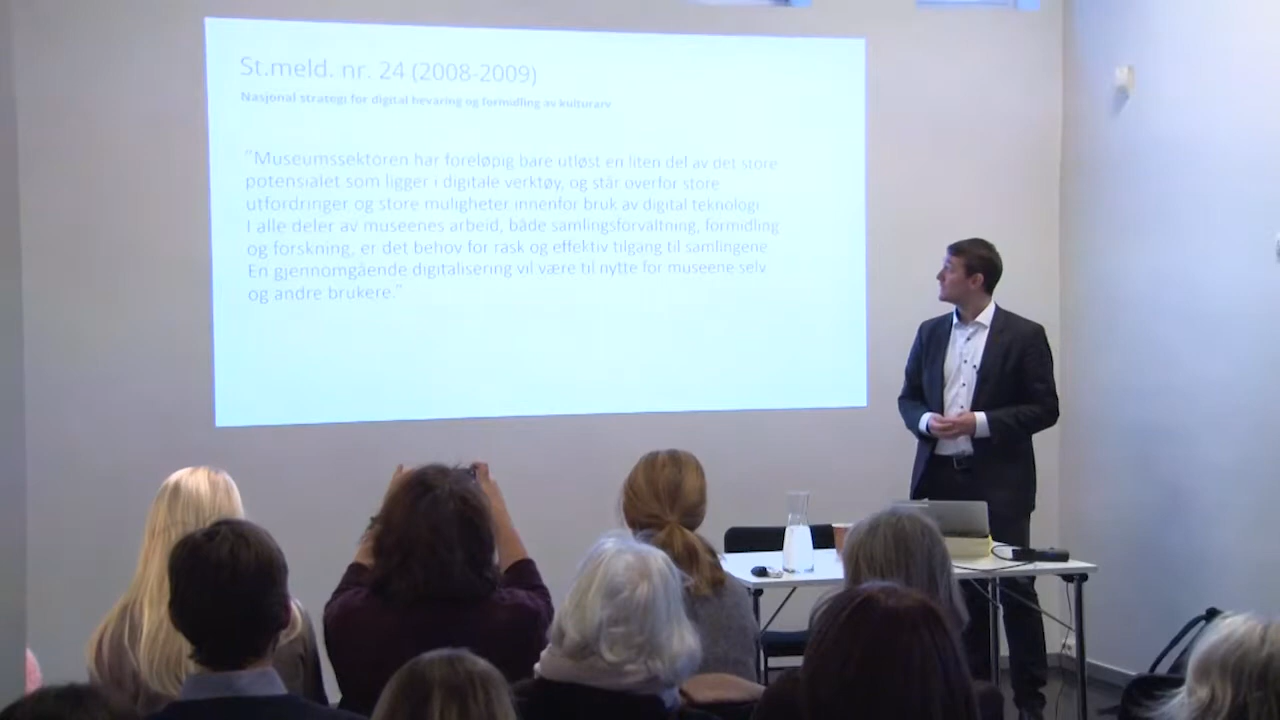 St.meld. nr. 24 (2008-2009)
Nasjonal strategi for digital bevaring og formidling av kulturarv
"Museumssektoren har foreløpig bare utløst en liten del av det store
potensialet som ligger i digitale verktøy, og står overfor store
utfordringer og store muligheter innenfor bruk av digital teknologi.
I alle deler av museenes arbeid, både samlingsforvaltning, formidling
og forskning, er det behov for rask og effektiv tilgang til samlingene.
En gjennomgående digitalisering vil være til nytte for museene selv
og andre brukere."